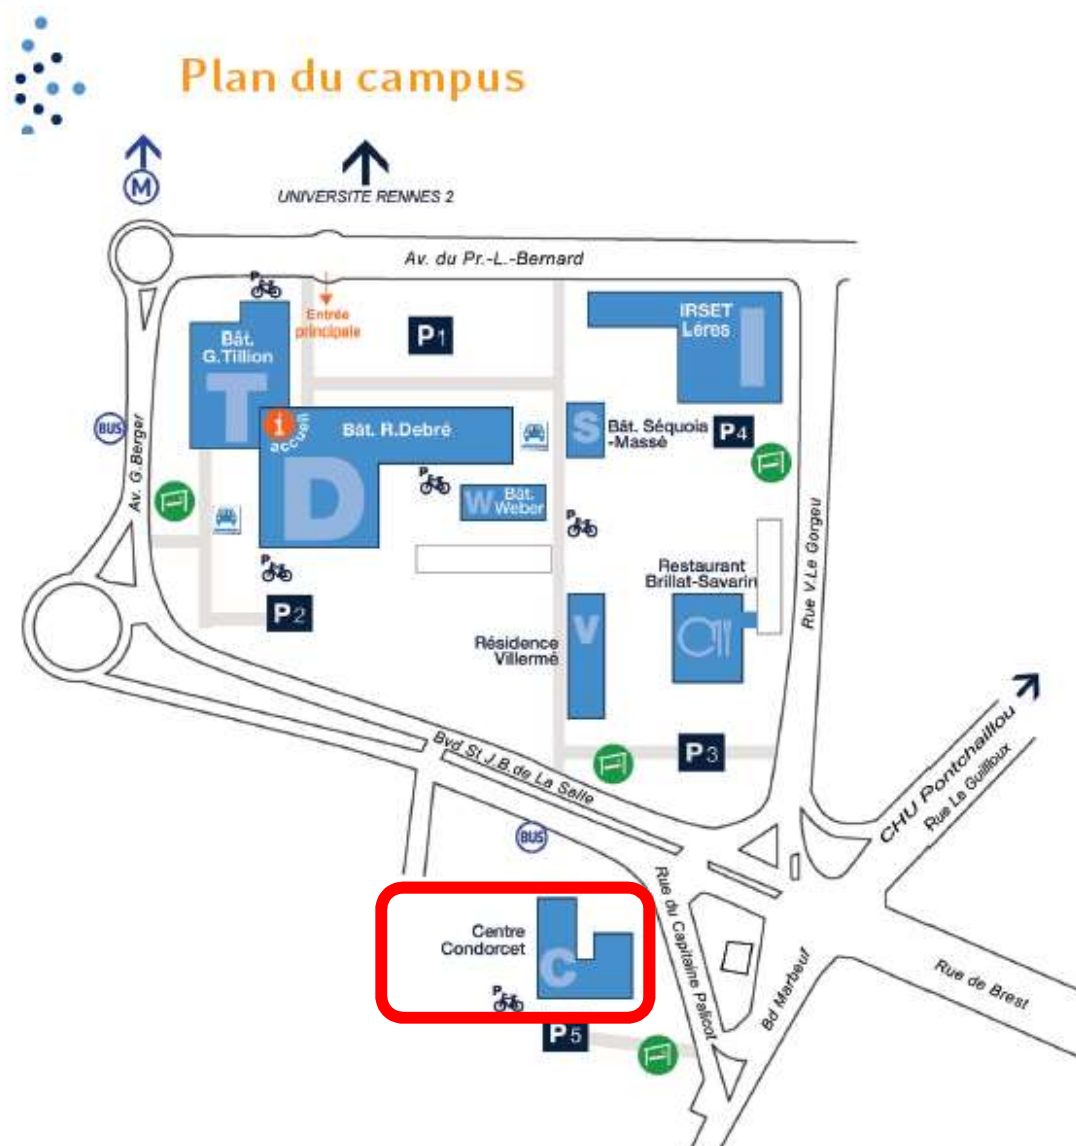 Plan du campus
M
UNIVERSITE RENNES 2
Av. du Pr.-L.-Bernard
P
Entrée
principale
P1
IRSET
Léres
I
Bât.
G.Tillion
T
BUS
Av. G.Berger
i
accueil
Bât. R.Debré
D
S
Bât. Séquoia
-Massé
P4
P
W
Bât.
Weber
P
P
P2
Restaurant
Brillat-Savarin
Rue V.Le Gorgeu
V
Résidence
Villermé
P3
Bvd St J.B.de La Salle
CHU Pontchaillou
Rue Le Guilloux
BUS
Rue du Capitaine Palicot
Centre
Condorcet
C
P
P5
Bd Marbeuf
Rue de Brest